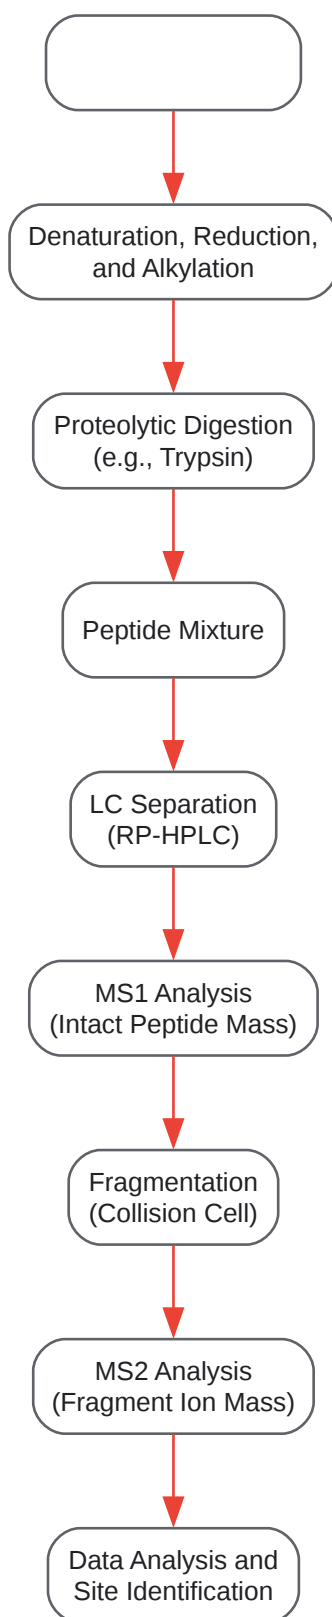 Denaturation, Reduction,
and Alkylation
Proteolytic Digestion
(e.g., Trypsin)
Peptide Mixture
LC Separation
(RP-HPLC)
MS1 Analysis
(Intact Peptide Mass)
Fragmentation
(Collision Cell)
MS2 Analysis
(Fragment Ion Mass)
Data Analysis and
Site Identification